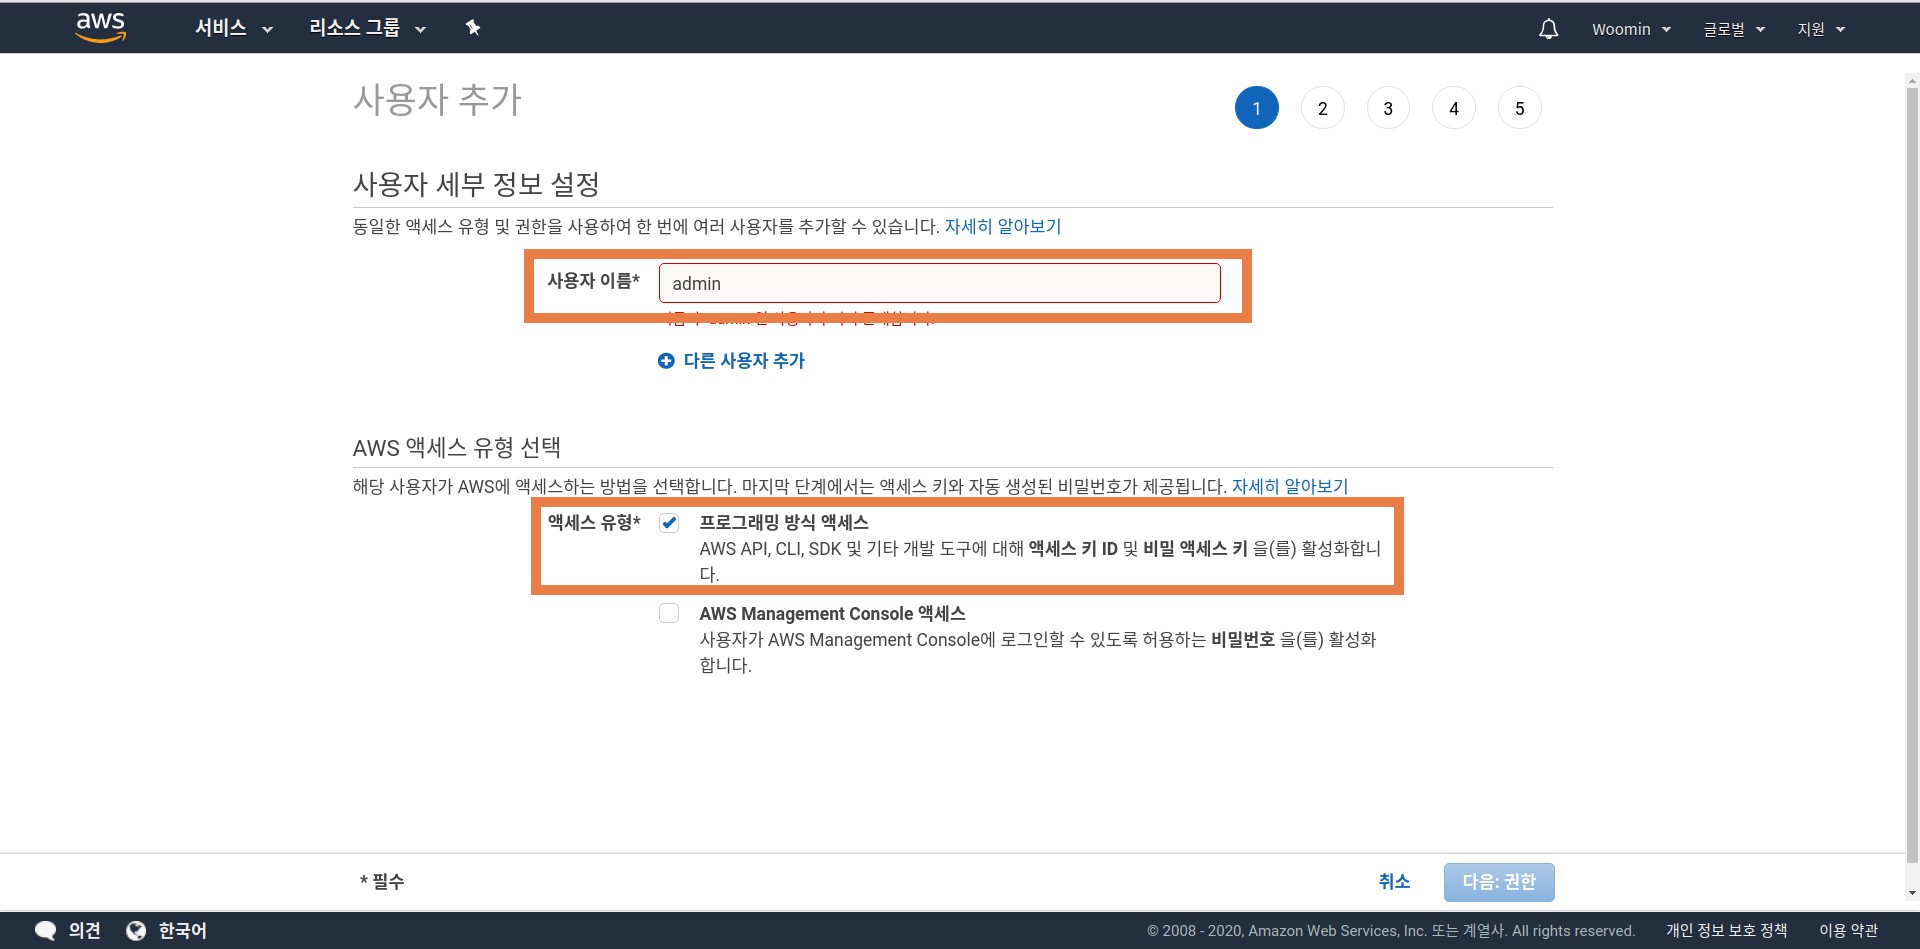 aws 서비스 리소스 그룹 Woomin 글로벌 지원
사용자 추가
1 2 3 4 5
사용자 세부 정보 설정
동일한 액세스 유형 및 권한을 사용하여 한 번에 여러 사용자를 추가할 수 있습니다. 자세히 알아보기
사용자 이름* admin
다른 사용자 추가
AWS 액세스 유형 선택
해당 사용자가 AWS에 액세스하는 방법을 선택합니다. 마지막 단계에서는 액세스 키와 자동 생성된 비밀번호가 제공됩니다. 자세히 알아보기
액세스 유형* 프로그래밍 방식 액세스
AWS API, CLI, SDK 및 기타 개발 도구에 대해 액세스 키 ID 및 비밀 액세스 키 을(를) 활성화합니
다.
AWS Management Console 액세스
사용자가 AWS Management Console에 로그인할 수 있도록 허용하는 비밀번호 을(를) 활성화
합니다.
* 필수 취소 다음: 권한
의견 한국어 © 2008 - 2020, Amazon Web Services, Inc. 또는 계열사. All rights reserved. 개인 정보 보호 정책 이용 약관